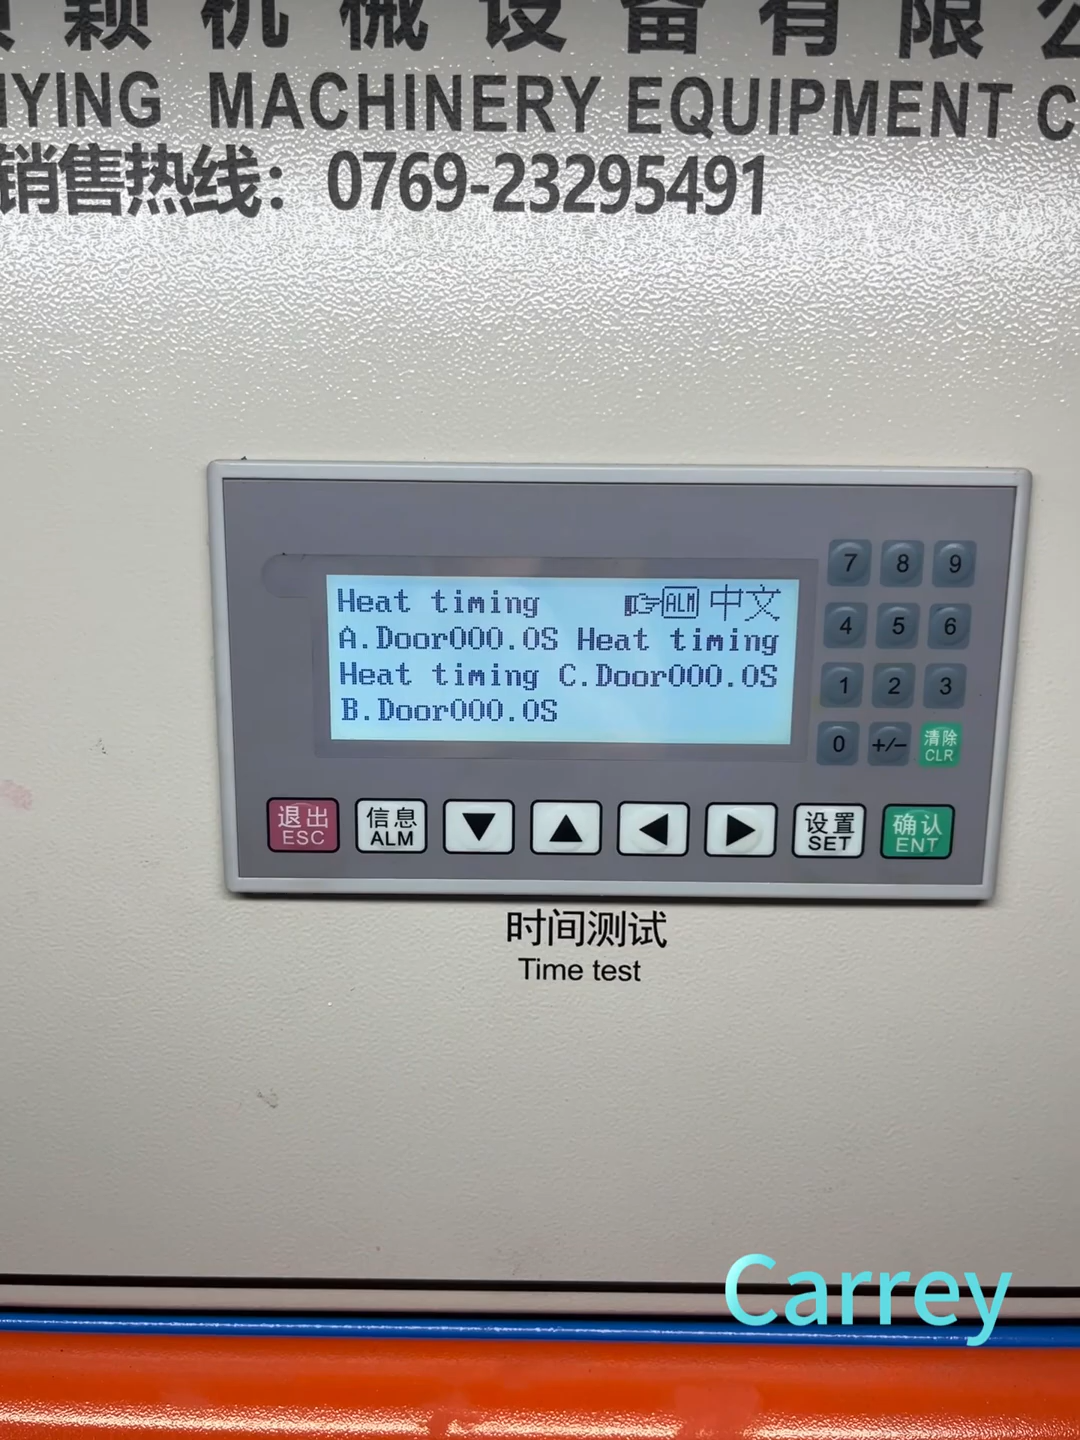 颖机械设备有限公
YING MACHINERY EQUIPMENT C
销售热线：0769-23295491
Heat timing ALM 中文
A.Door000.0S Heat timing
Heat timing C.Door000.0S
B.Door000.0S
7 8 9
4 5 6
1 2 3
0 +/- 清除 CLR
退出 ESC
信息 ALM
▼
▲
◀
▶
设置 SET
确认 ENT
时间测试
Time test
Carrey